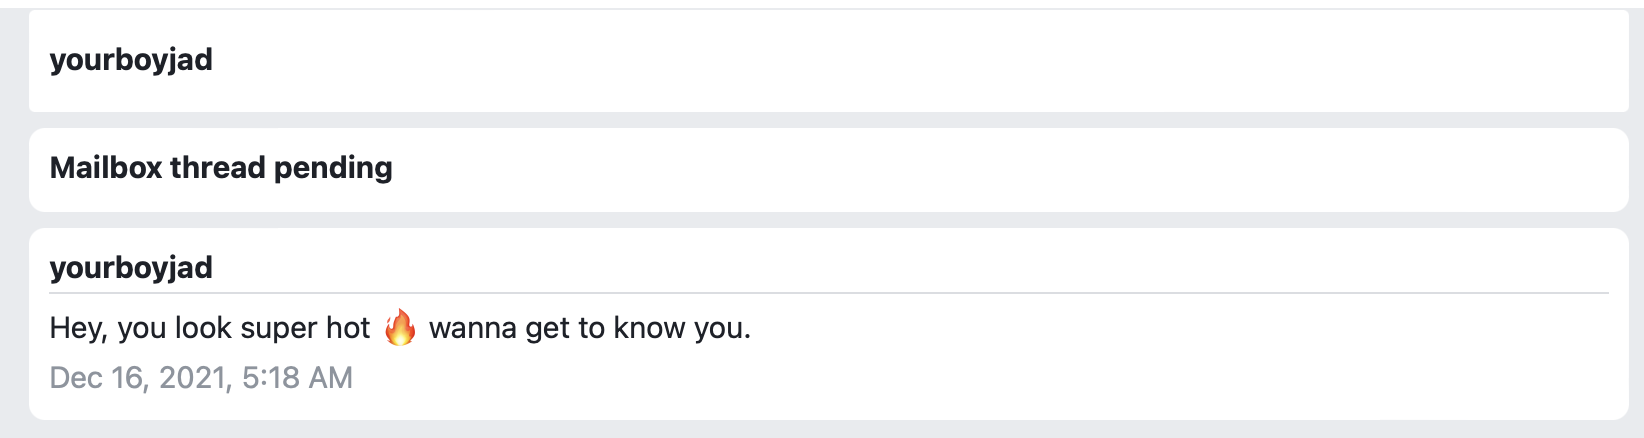 yourboyjad
Mailbox thread pending
yourboyjad
Hey, you look super hot 🔥 wanna get to know you.
Dec 16, 2021, 5:18 AM